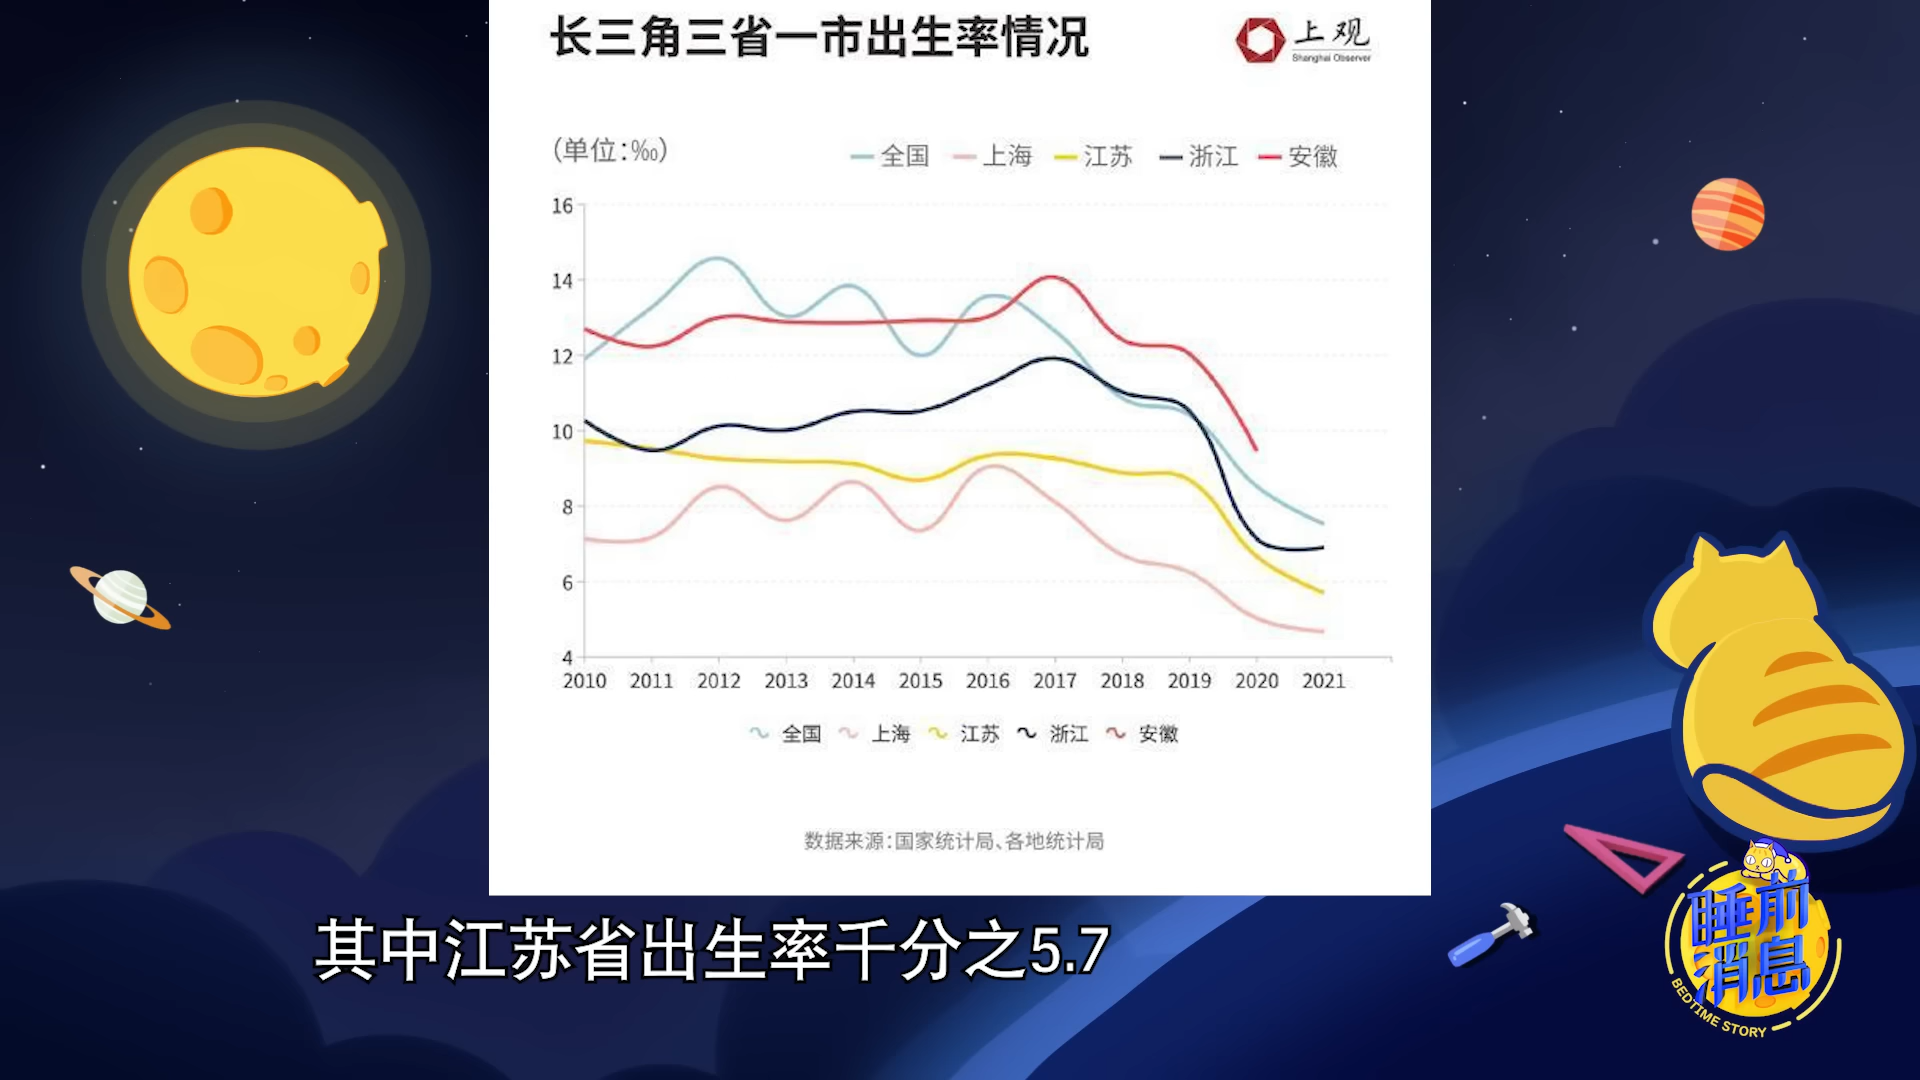 长三角三省一市出生率情况
上观
Shanghai Observer
(单位:‰)
全国 上海 江苏 浙江 安徽
16
14
12
10
8
6
4
2010 2011 2012 2013 2014 2015 2016 2017 2018 2019 2020 2021
全国 上海 江苏 浙江 安徽
数据来源:国家统计局、各地统计局
其中江苏省出生率千分之5.7
睡前
消息
BEDTIME STORY